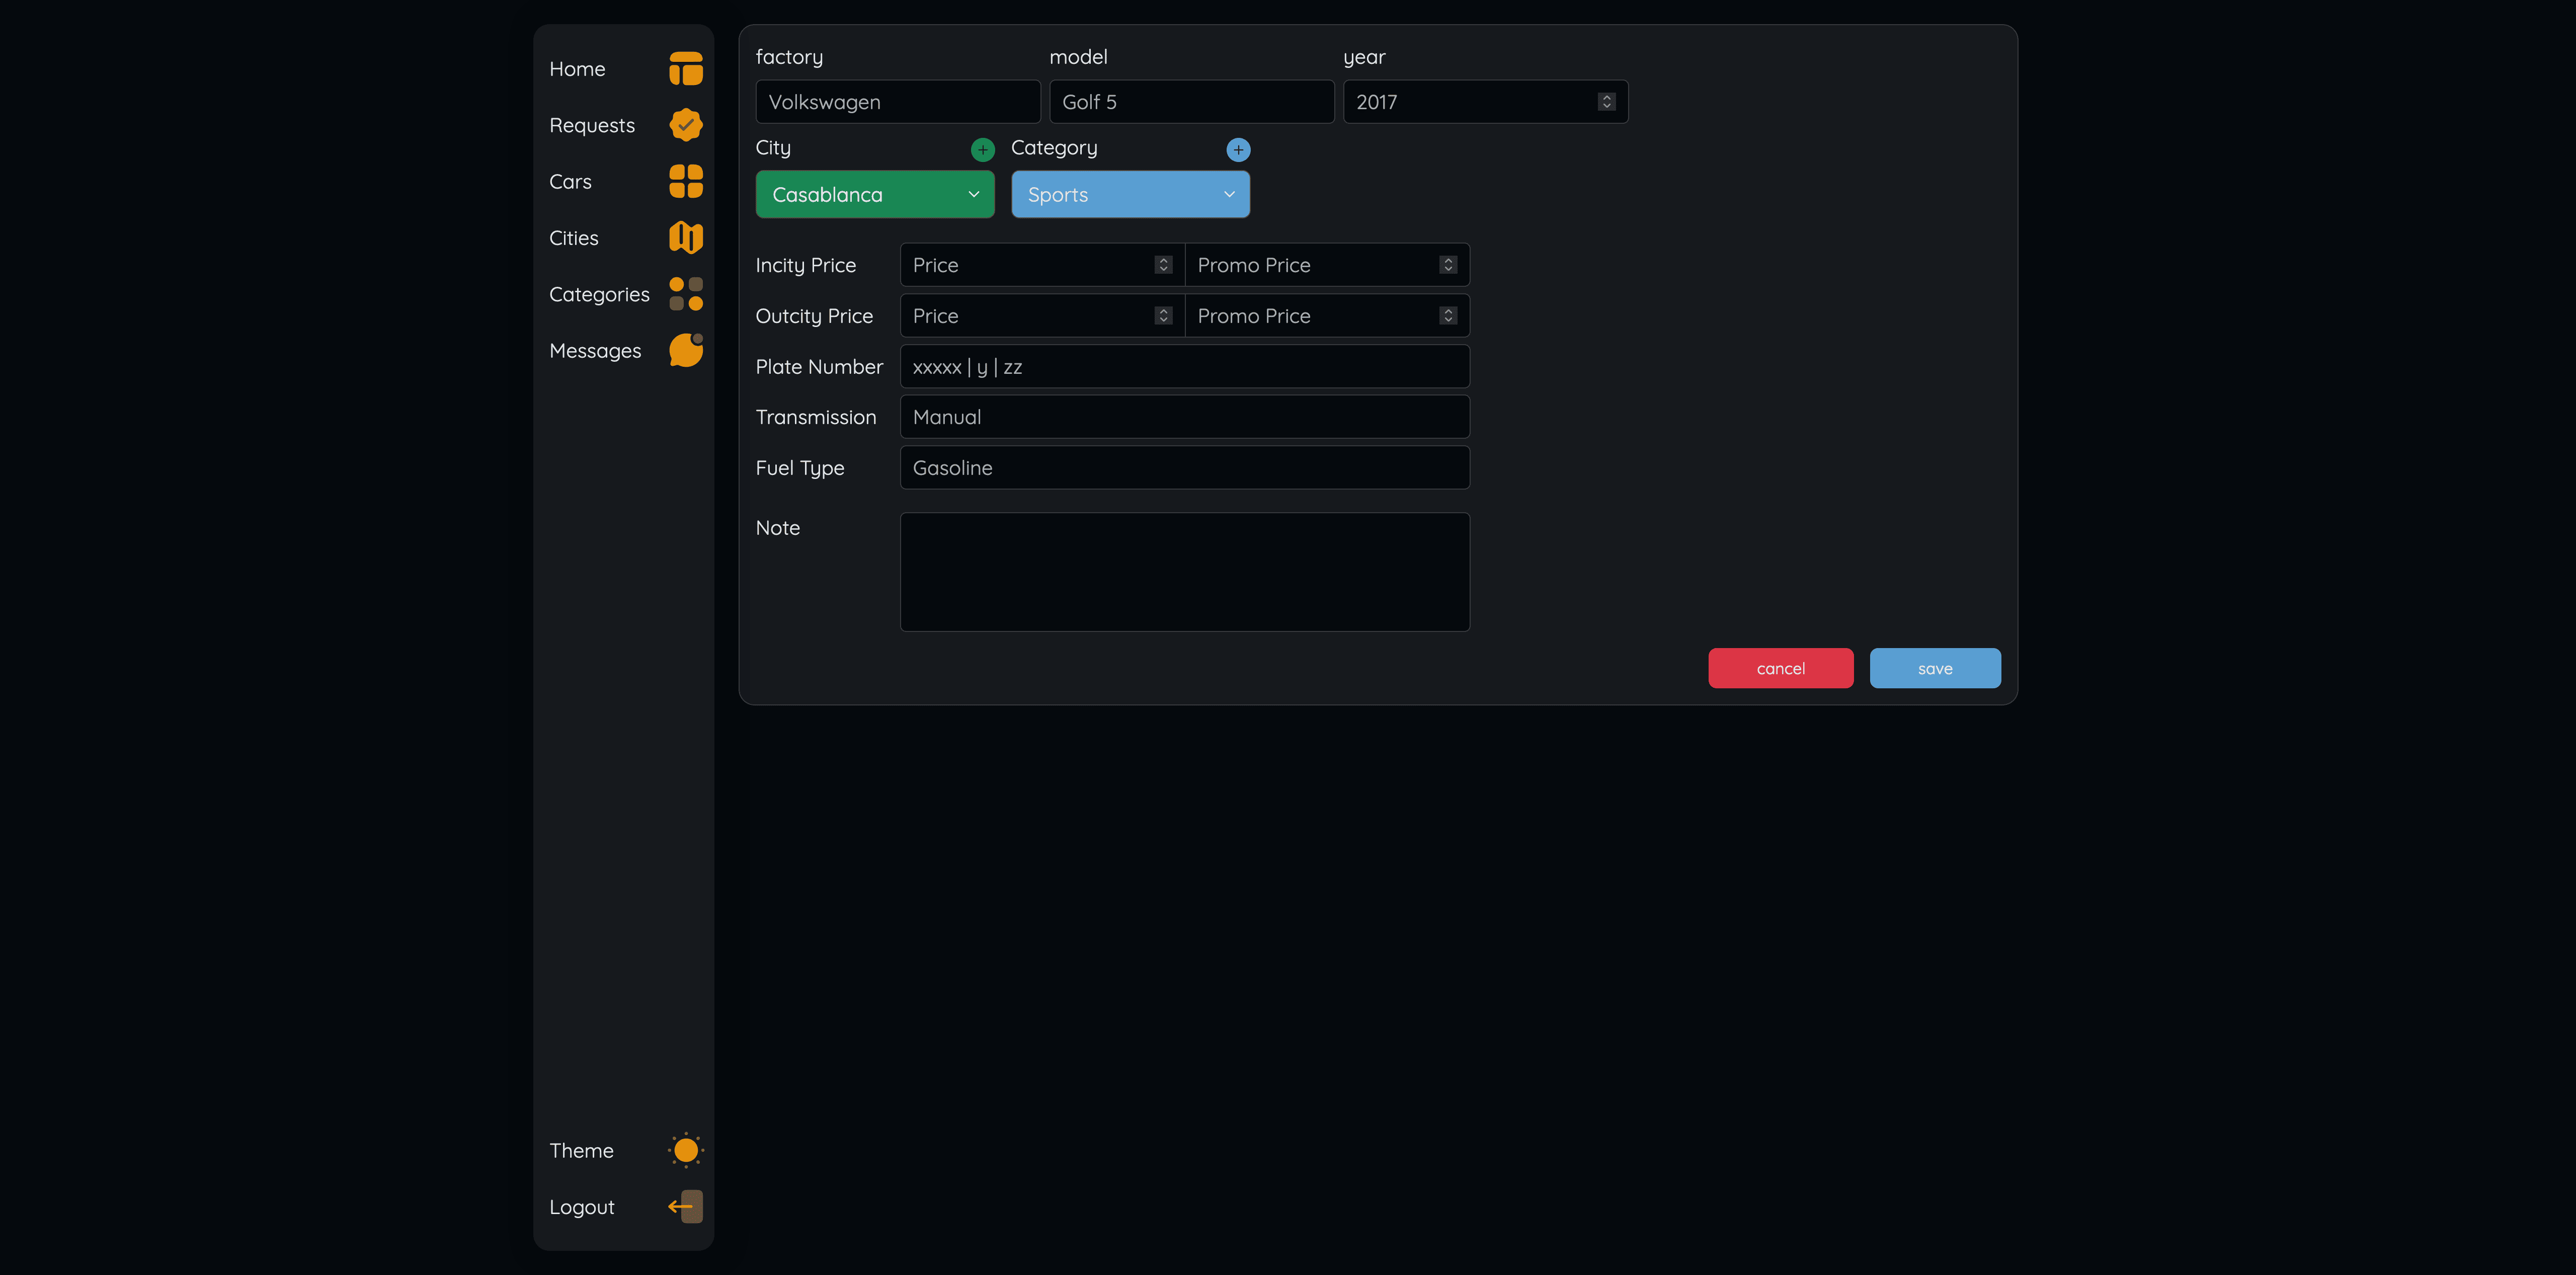 Home
Requests
Cars
Cities
Categories
Messages
Theme
Logout
factory model year
Volkswagen Golf 5 2017
City + Category +
Casablanca Sports
Incity Price Price Promo Price
Outcity Price Price Promo Price
Plate Number xxxxx | y | zz
Transmission Manual
Fuel Type Gasoline
Note
cancel save